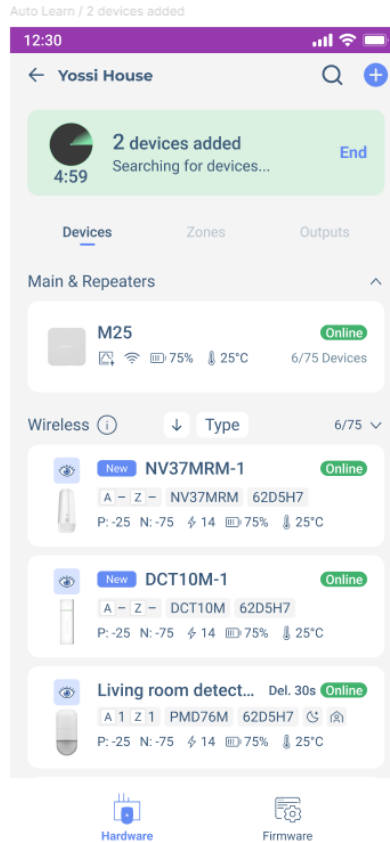 Auto Learn / 2 devices added
12:30
Yossi House
2 devices added
Searching for devices...
End
4:59
Devices Zones Outputs
Main & Repeaters
M25 Online
75% 25°C 6/75 Devices
Wireless Type 6/75
New NV37MRM-1 Online
A – Z – NV37MRM 62D5H7
P: -25 N: -75 14 75% 25°C
New DCT10M-1 Online
A – Z – DCT10M 62D5H7
P: -25 N: -75 14 75% 25°C
Living room detect... Del. 30s Online
A 1 Z 1 PMD76M 62D5H7
P: -25 N: -75 14 75% 25°C
Hardware Firmware